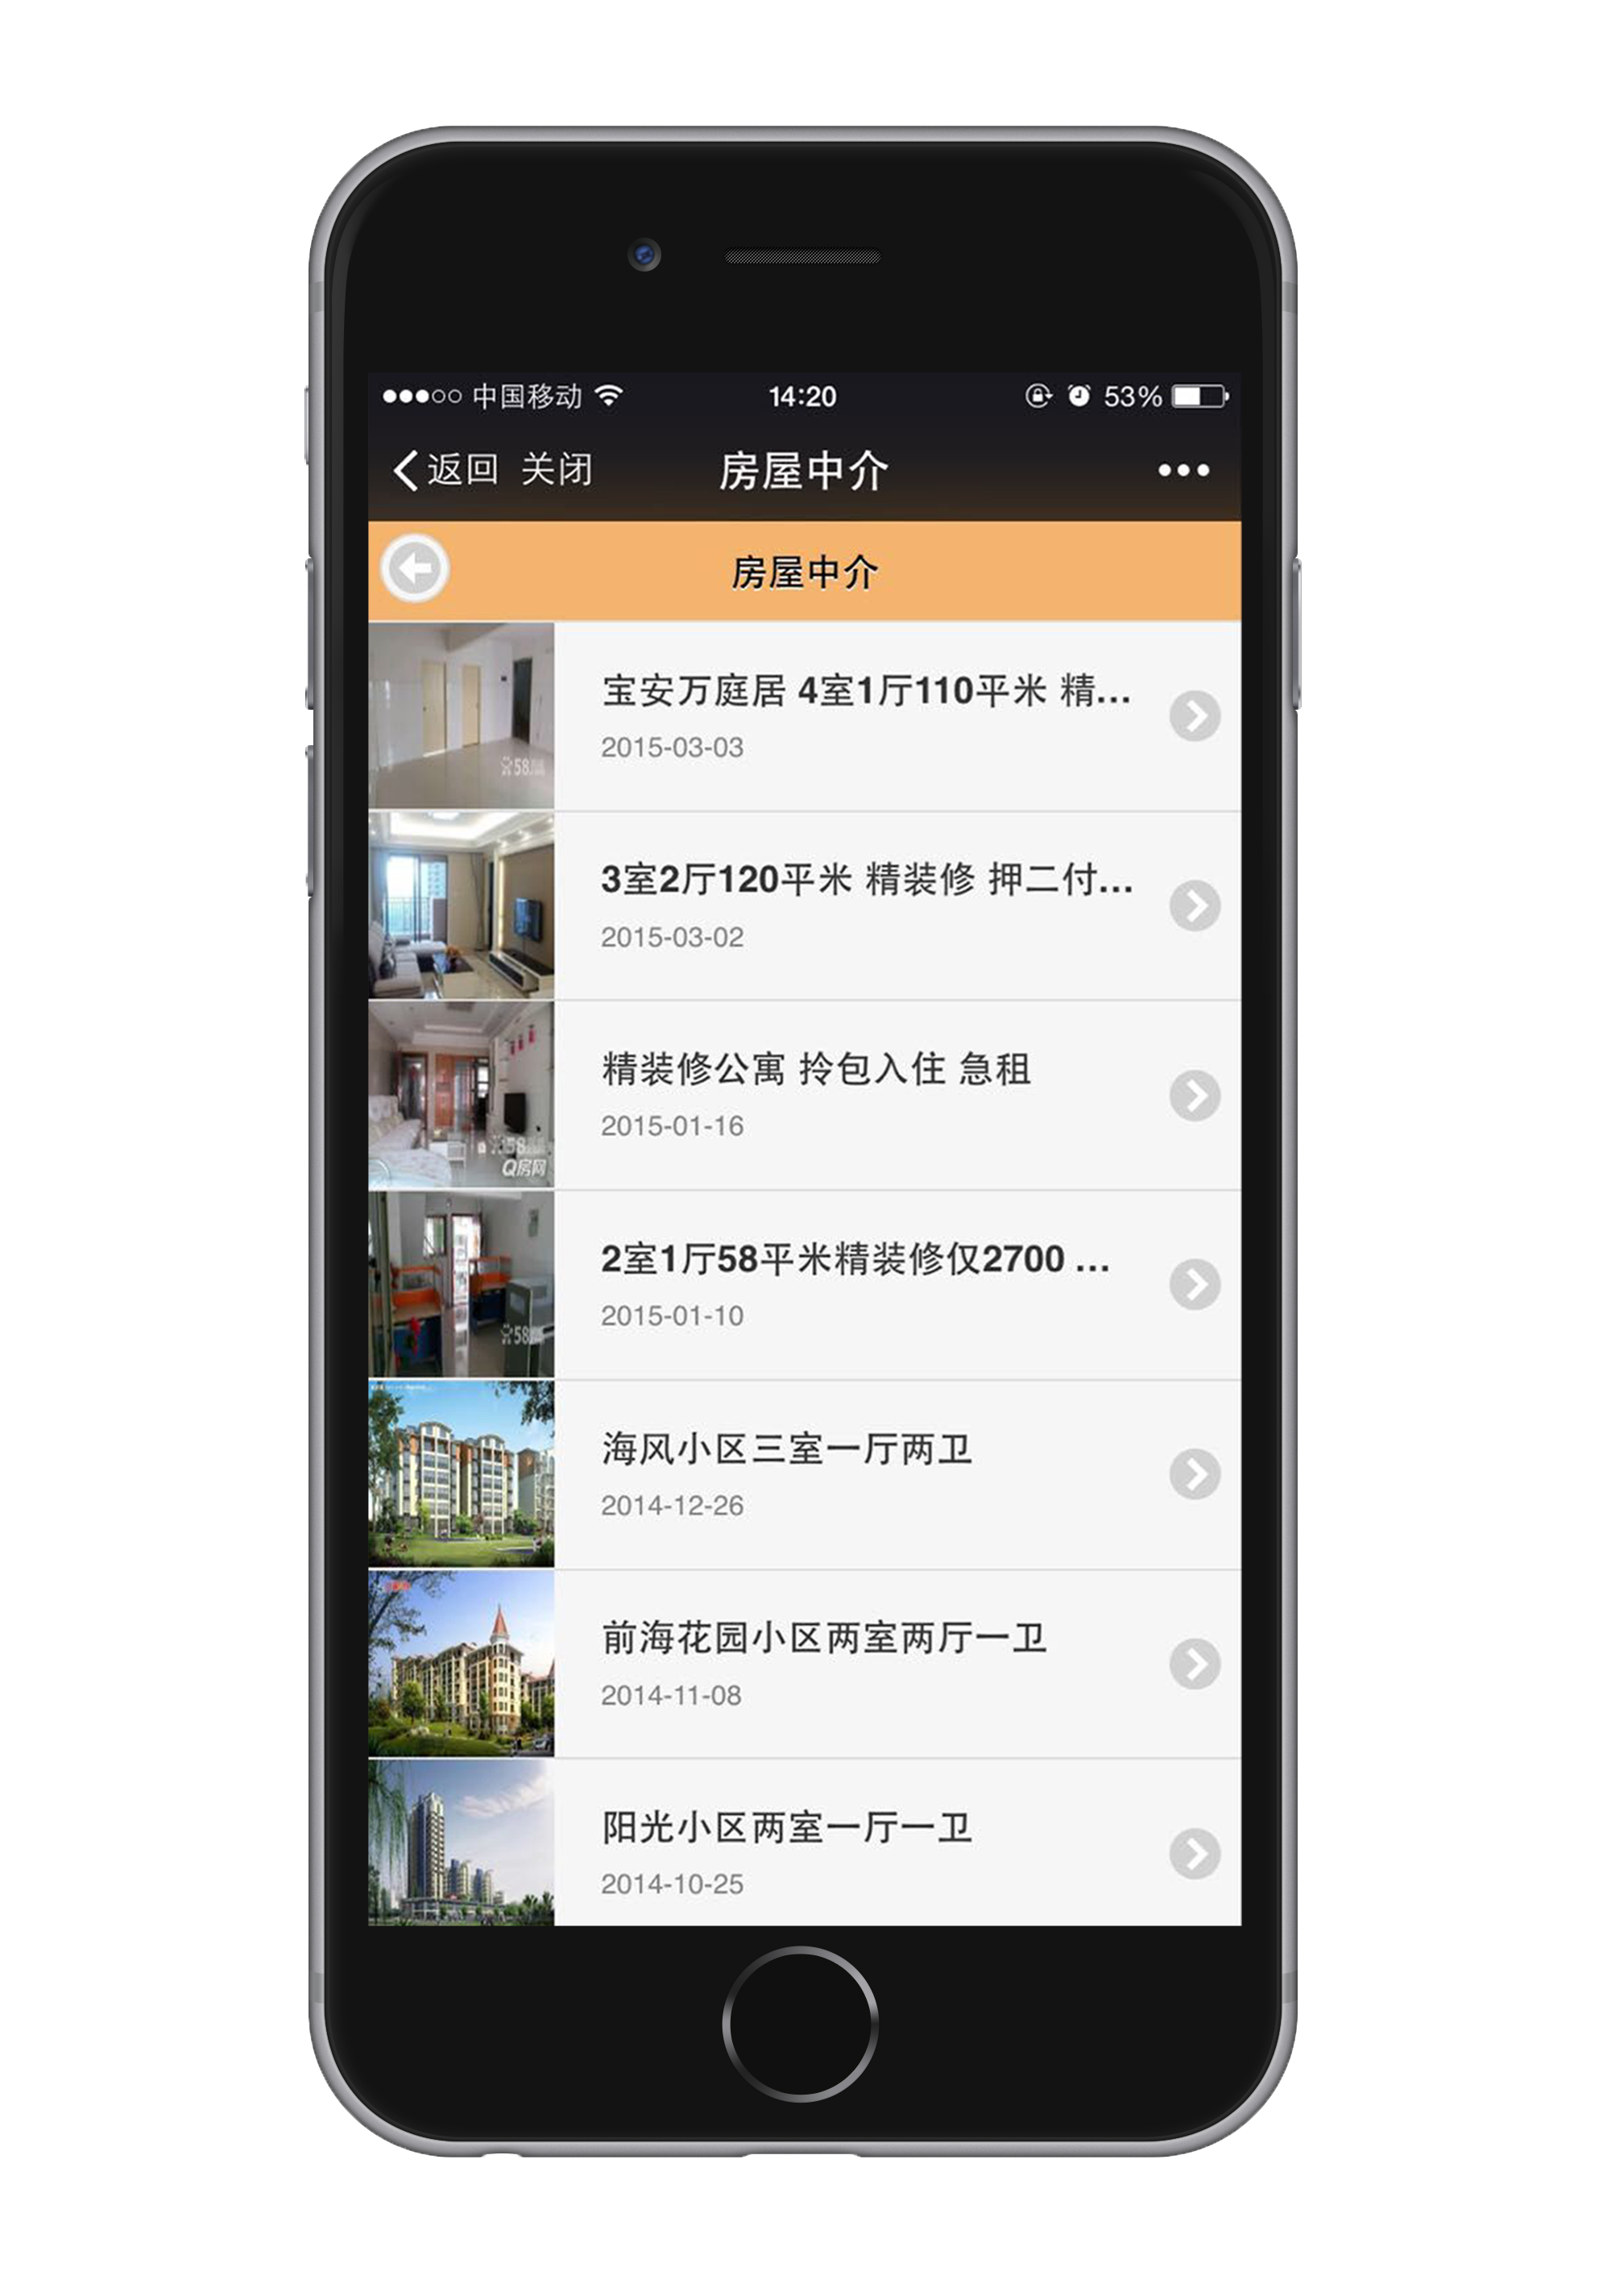 中国移动 14:20 53%
返回 关闭 房屋中介
房屋中介
宝安万庭居 4室1厅110平米 精...
2015-03-03
58
3室2厅120平米 精装修 押二付...
2015-03-02
精装修公寓 拎包入住 急租
2015-01-16
58
Q房网
2室1厅58平米精装修仅2700 ...
2015-01-10
58
海风小区三室一厅两卫
2014-12-26
前海花园小区两室两厅一卫
2014-11-08
阳光小区两室一厅一卫
2014-10-25